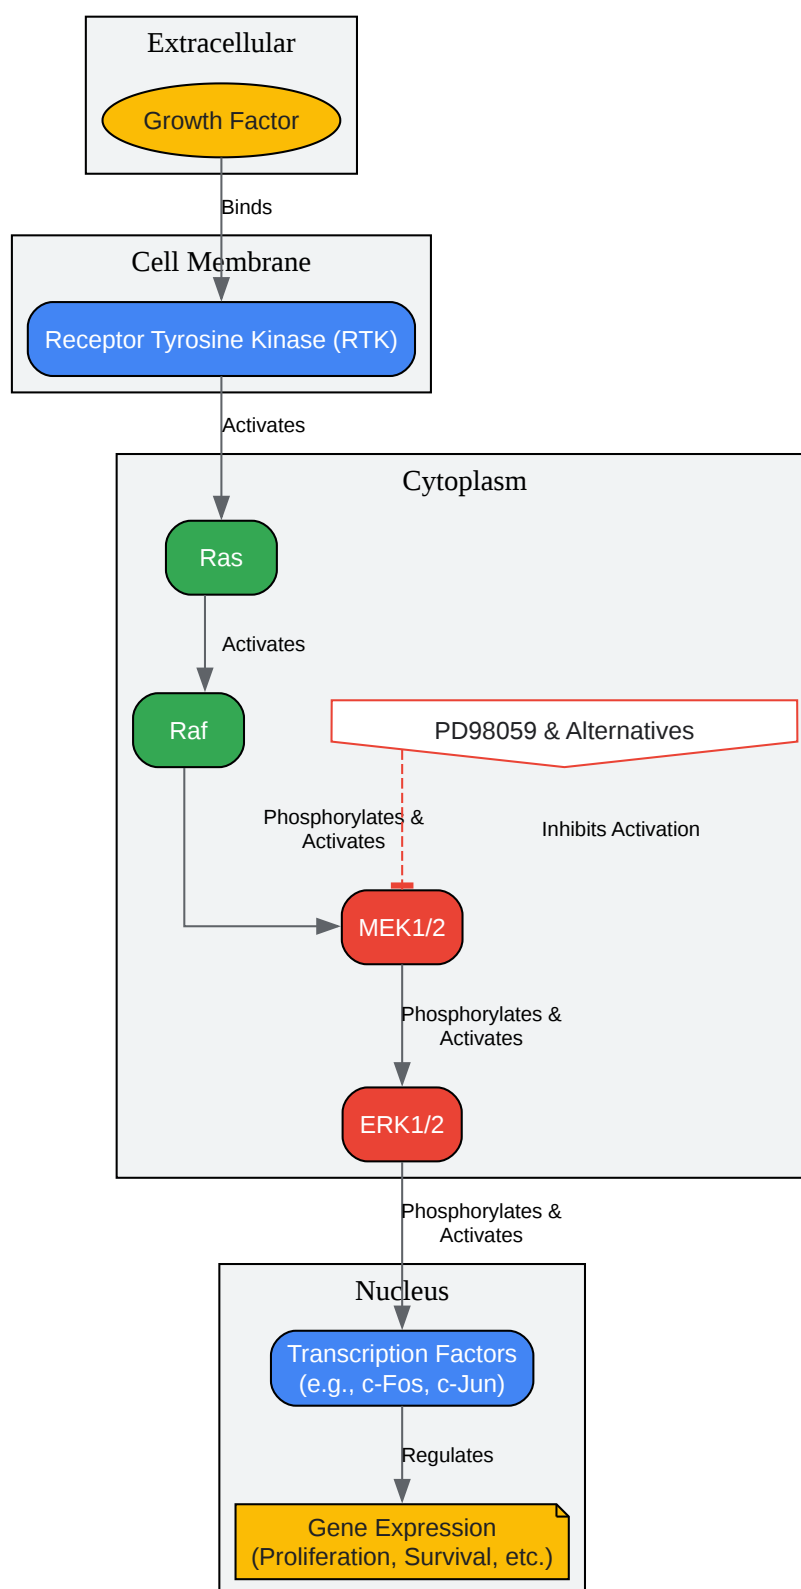 Extracellular
Growth Factor
Binds
Cell Membrane
Receptor Tyrosine Kinase (RTK)
Activates
Cytoplasm
Ras
Activates
Raf
PD98059 & Alternatives
Phosphorylates &
Activates
Inhibits Activation
MEK1/2
Phosphorylates &
Activates
ERK1/2
Phosphorylates &
Activates
Nucleus
Transcription Factors
(e.g., c-Fos, c-Jun)
Regulates
Gene Expression
(Proliferation, Survival, etc.)